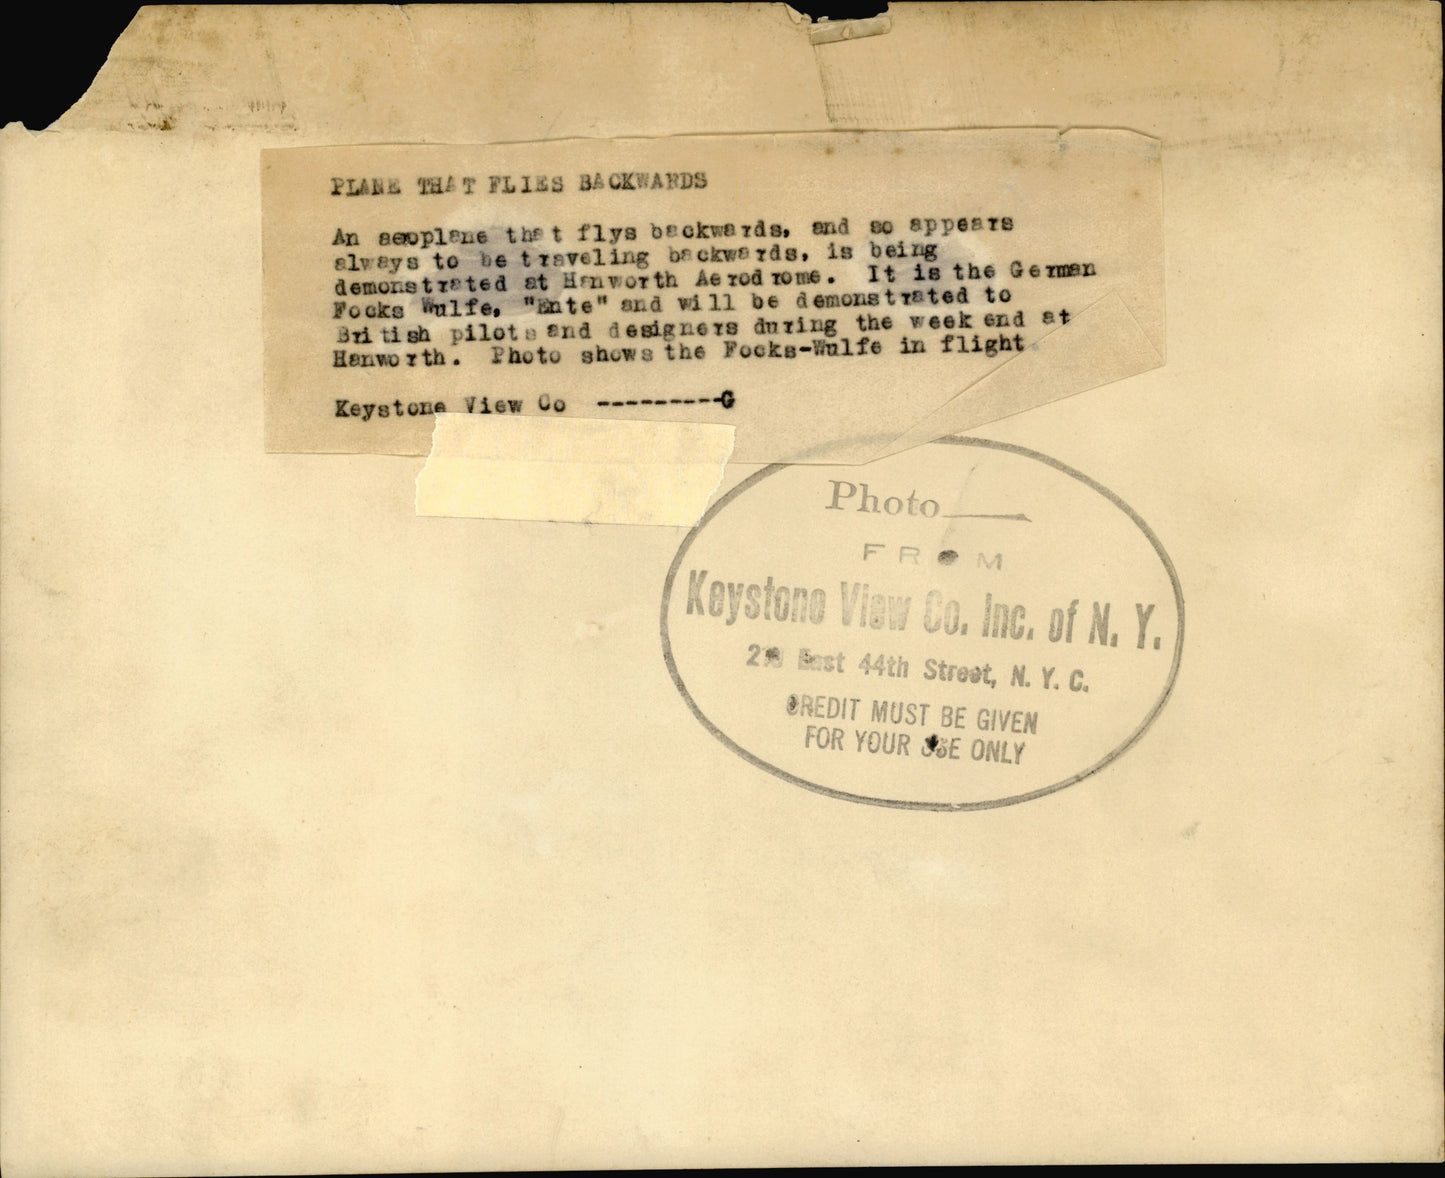 PLANE THAT FLIES BACKWARDS
An aeoplane that flys backwards, and so appears
always to be traveling backwards, is being
demonstrated at Hanworth Aerodrome. It is the German
Focks Wulfe, "Ente" and will be demonstrated to
British pilots and designers during the week end at
Hanworth. Photo shows the Focks-Wulfe in flight.
Keystone View Co ---------G
Photo
FROM
Keystone View Co. Inc. of N. Y.
East 44th Street, N. Y. C.
CREDIT MUST BE GIVEN
FOR YOUR USE ONLY